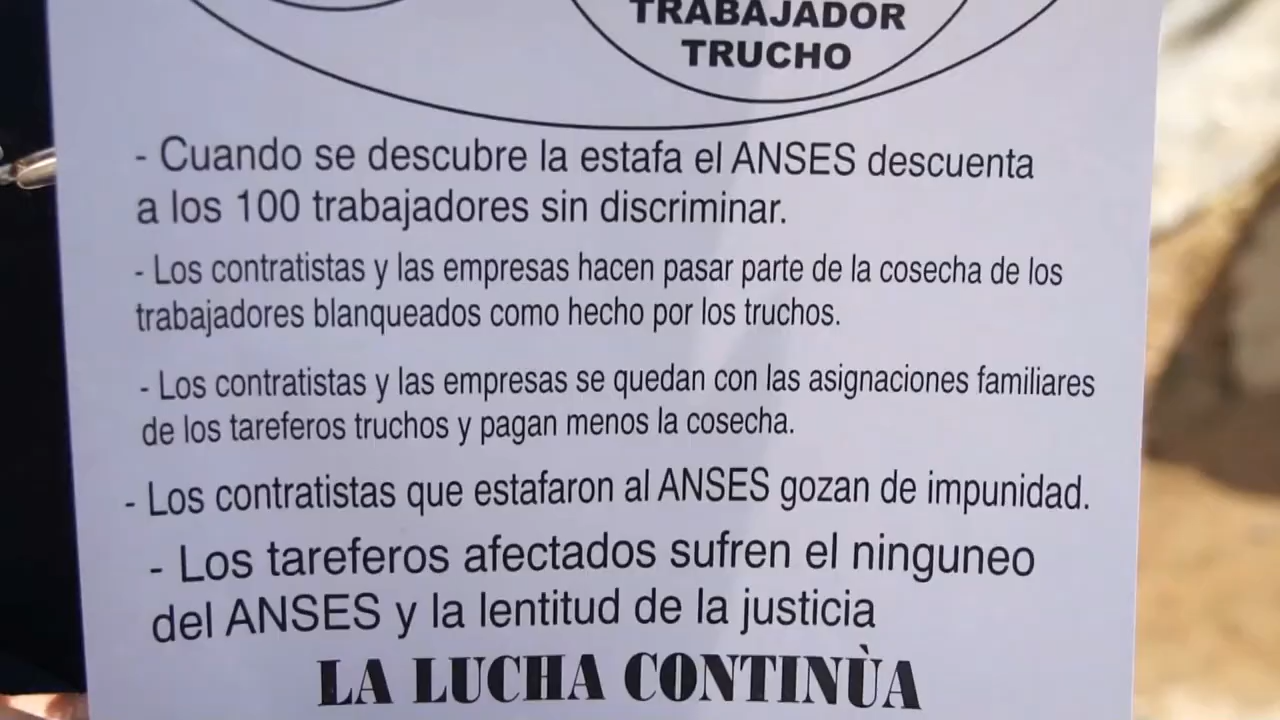 TRABAJADOR
TRUCHO
- Cuando se descubre la estafa el ANSES descuenta
a los 100 trabajadores sin discriminar.
- Los contratistas y las empresas hacen pasar parte de la cosecha de los
trabajadores blanqueados como hecho por los truchos.
- Los contratistas y las empresas se quedan con las asignaciones familiares
de los tareferos truchos y pagan menos la cosecha.
- Los contratistas que estafaron al ANSES gozan de impunidad.
- Los tareferos afectados sufren el ninguneo
del ANSES y la lentitud de la justicia
LA LUCHA CONTINÙA